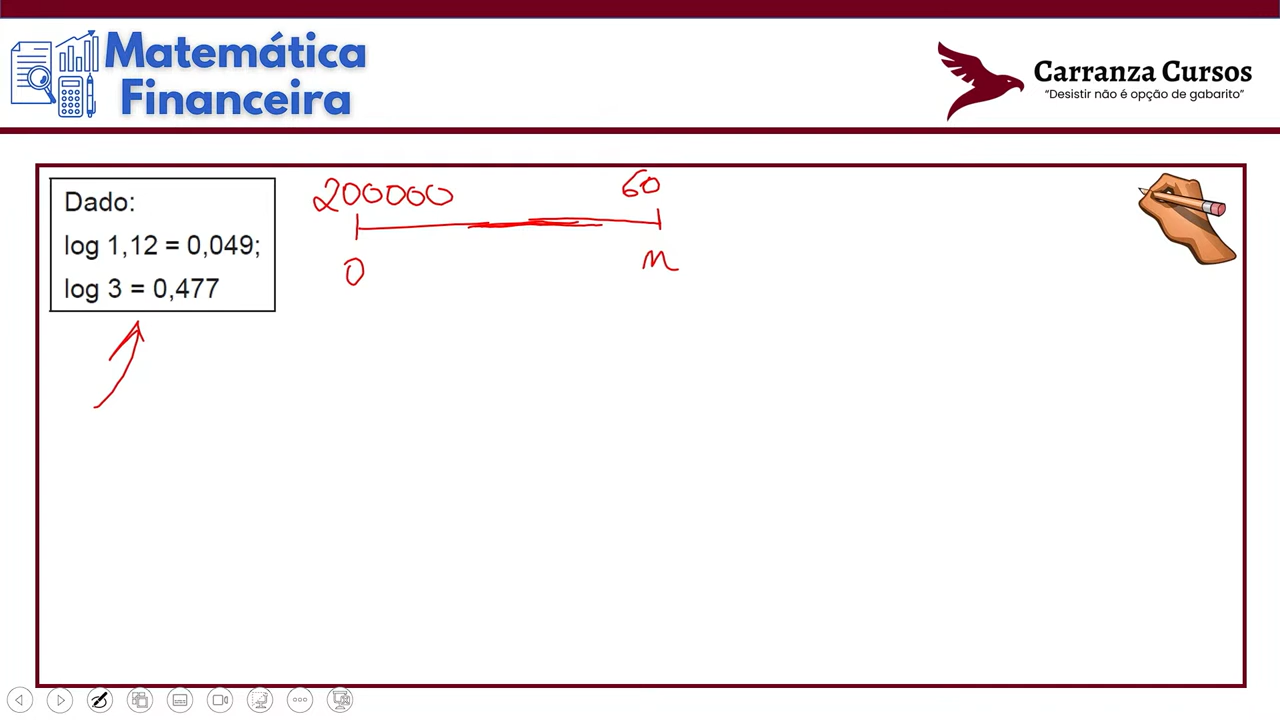 Matemática
Financeira
Carranza Cursos
“Desistir não é opção de gabarito”
Dado:
log 1,12 = 0,049;
log 3 = 0,477
200000 60
0 M